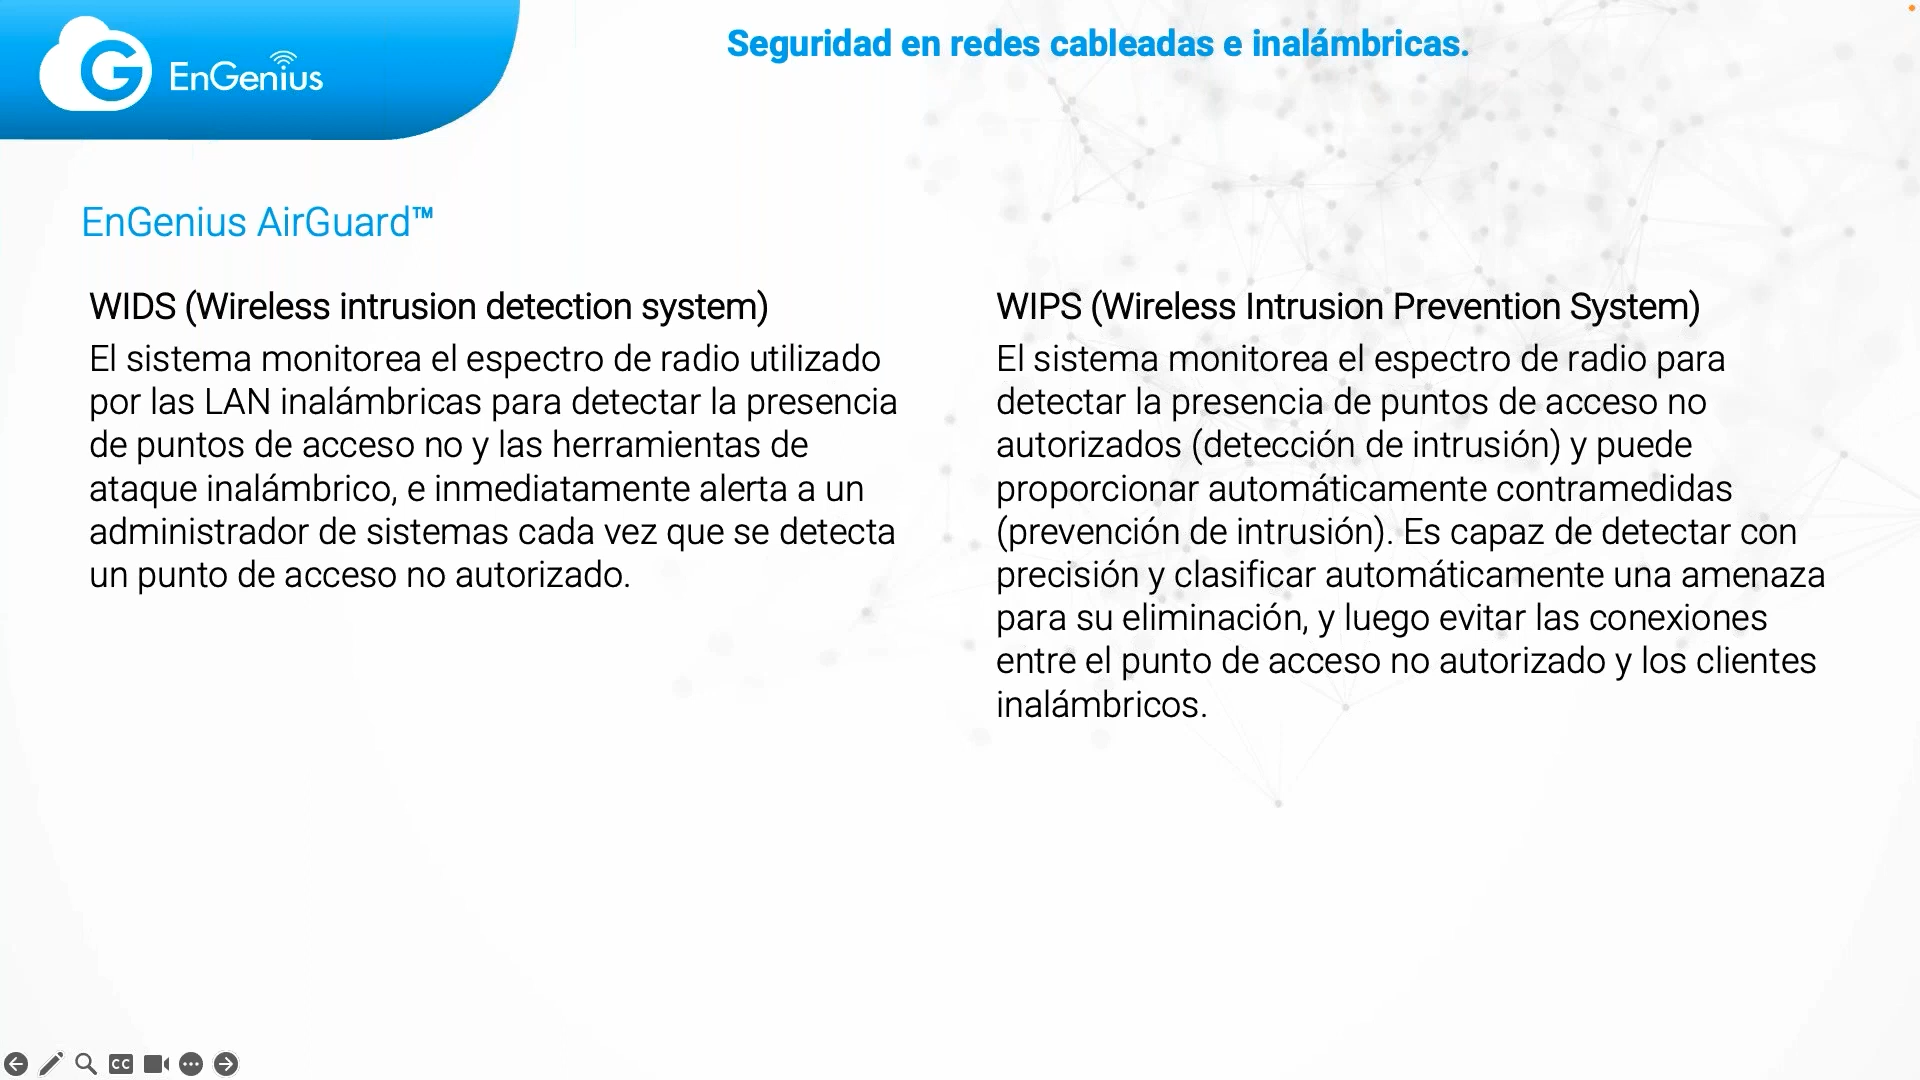 EnGenius
Seguridad en redes cableadas e inalámbricas.
EnGenius AirGuard™
WIDS (Wireless intrusion detection system)
El sistema monitorea el espectro de radio utilizado
por las LAN inalámbricas para detectar la presencia
de puntos de acceso no y las herramientas de
ataque inalámbrico, e inmediatamente alerta a un
administrador de sistemas cada vez que se detecta
un punto de acceso no autorizado.
WIPS (Wireless Intrusion Prevention System)
El sistema monitorea el espectro de radio para
detectar la presencia de puntos de acceso no
autorizados (detección de intrusión) y puede
proporcionar automáticamente contramedidas
(prevención de intrusión). Es capaz de detectar con
precisión y clasificar automáticamente una amenaza
para su eliminación, y luego evitar las conexiones
entre el punto de acceso no autorizado y los clientes
inalámbricos.
CC